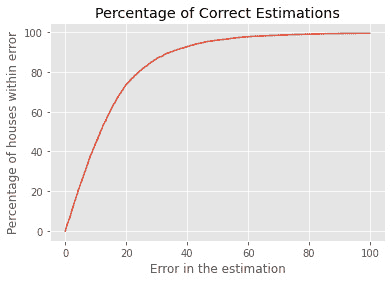 Percentage of Correct Estimations
100
80
60
40
20
0
Percentage of houses within error
0 20 40 60 80 100
Error in the estimation